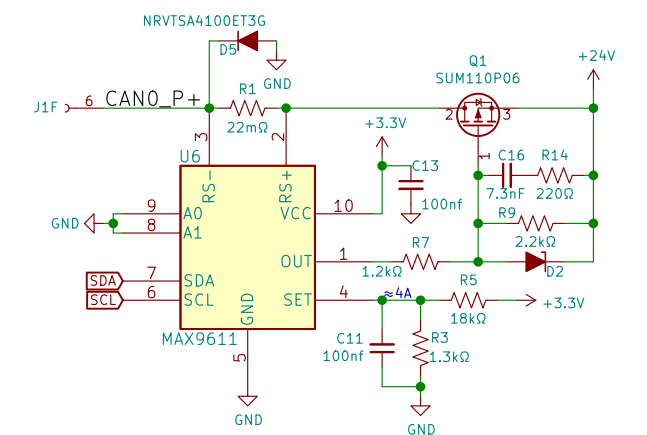 NRVTSA4100ET3G
D5
GND
+24V
Q1
SUM110P06
J1F
6
CAN0_P+
R1
22mΩ
2
3
3
2
1
+3.3V
U6
RS-
RS+
C13
100nf
C16
7.3nF
R14
220Ω
GND
9
A0
8
A1
VCC
10
R9
2.2kΩ
OUT
1
R7
1.2kΩ
D2
SDA
7
SDA
SCL
6
SCL
GND
SET
4
≈4A
R5
18kΩ
+3.3V
MAX9611
5
C11
100nf
R3
1.3kΩ
GND
GND